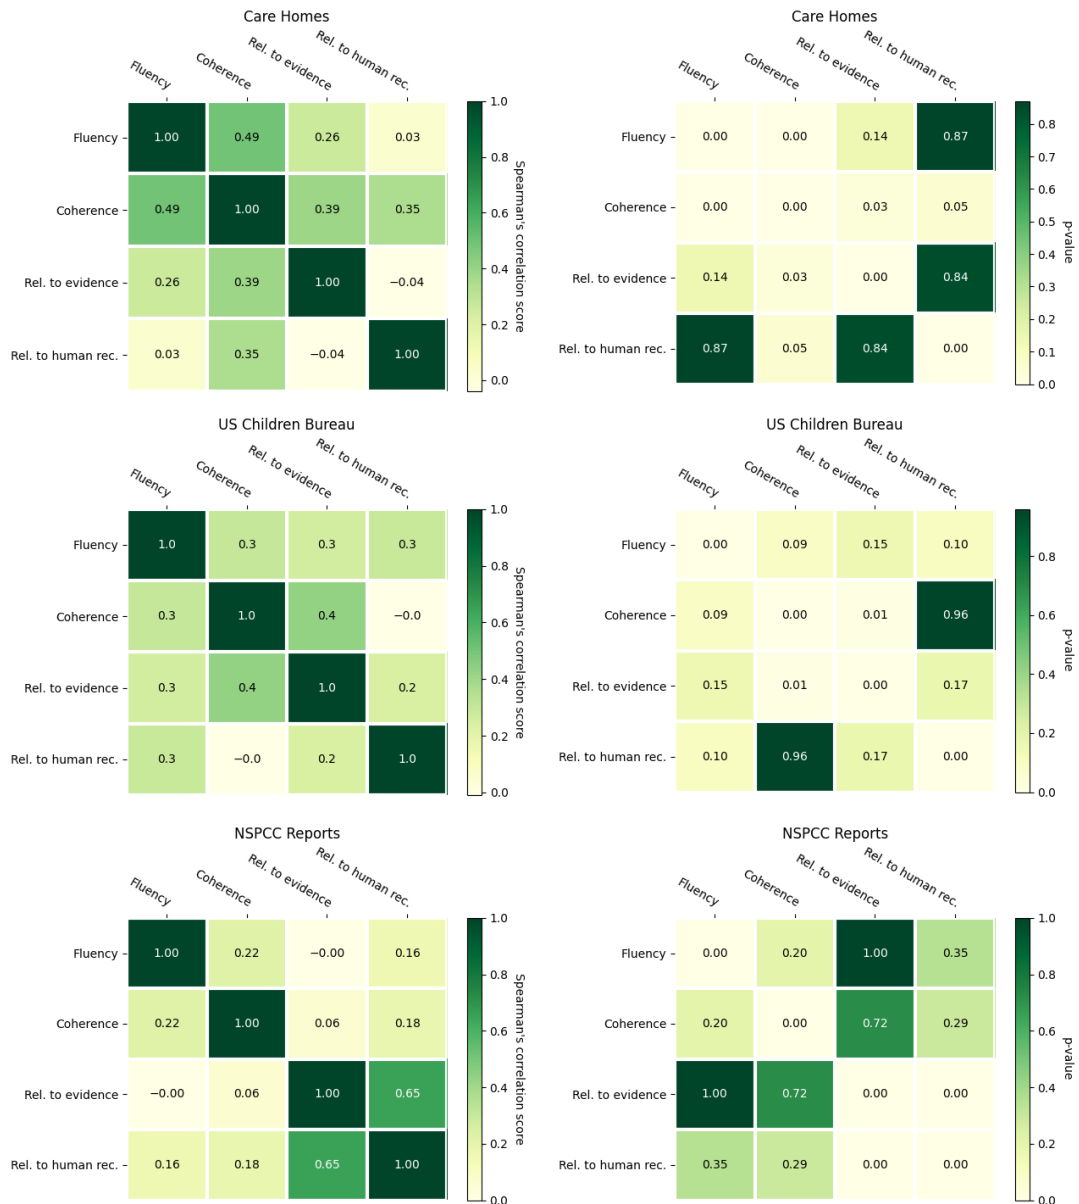 Care Homes
Fluency
Coherence
Rel. to evidence
Rel. to human rec.
Fluency
1.00
0.49
0.26
0.03
Coherence
0.49
1.00
0.39
0.35
Rel. to evidence
0.26
0.39
1.00
−0.04
Rel. to human rec.
0.03
0.35
−0.04
1.00
1.0
0.8
0.6
0.4
0.2
0.0
Spearman's correlation score
Care Homes
Fluency
Coherence
Rel. to evidence
Rel. to human rec.
Fluency
0.00
0.00
0.14
0.87
Coherence
0.00
0.00
0.03
0.05
Rel. to evidence
0.14
0.03
0.00
0.84
Rel. to human rec.
0.87
0.05
0.84
0.00
0.8
0.7
0.6
0.5
0.4
0.3
0.2
0.1
0.0
p-value
US Children Bureau
Fluency
Coherence
Rel. to evidence
Rel. to human rec.
Fluency
1.0
0.3
0.3
0.3
Coherence
0.3
1.0
0.4
−0.0
Rel. to evidence
0.3
0.4
1.0
0.2
Rel. to human rec.
0.3
−0.0
0.2
1.0
1.0
0.8
0.6
0.4
0.2
0.0
Spearman's correlation score
US Children Bureau
Fluency
Coherence
Rel. to evidence
Rel. to human rec.
Fluency
0.00
0.09
0.15
0.10
Coherence
0.09
0.00
0.01
0.96
Rel. to evidence
0.15
0.01
0.00
0.17
Rel. to human rec.
0.10
0.96
0.17
0.00
0.8
0.6
0.4
0.2
0.0
p-value
NSPCC Reports
Fluency
Coherence
Rel. to evidence
Rel. to human rec.
Fluency
1.00
0.22
−0.00
0.16
Coherence
0.22
1.00
0.06
0.18
Rel. to evidence
−0.00
0.06
1.00
0.65
Rel. to human rec.
0.16
0.18
0.65
1.00
1.0
0.8
0.6
0.4
0.2
0.0
Spearman's correlation score
NSPCC Reports
Fluency
Coherence
Rel. to evidence
Rel. to human rec.
Fluency
0.00
0.20
1.00
0.35
Coherence
0.20
0.00
0.72
0.29
Rel. to evidence
1.00
0.72
0.00
0.00
Rel. to human rec.
0.35
0.29
0.00
0.00
1.0
0.8
0.6
0.4
0.2
0.0
p-value